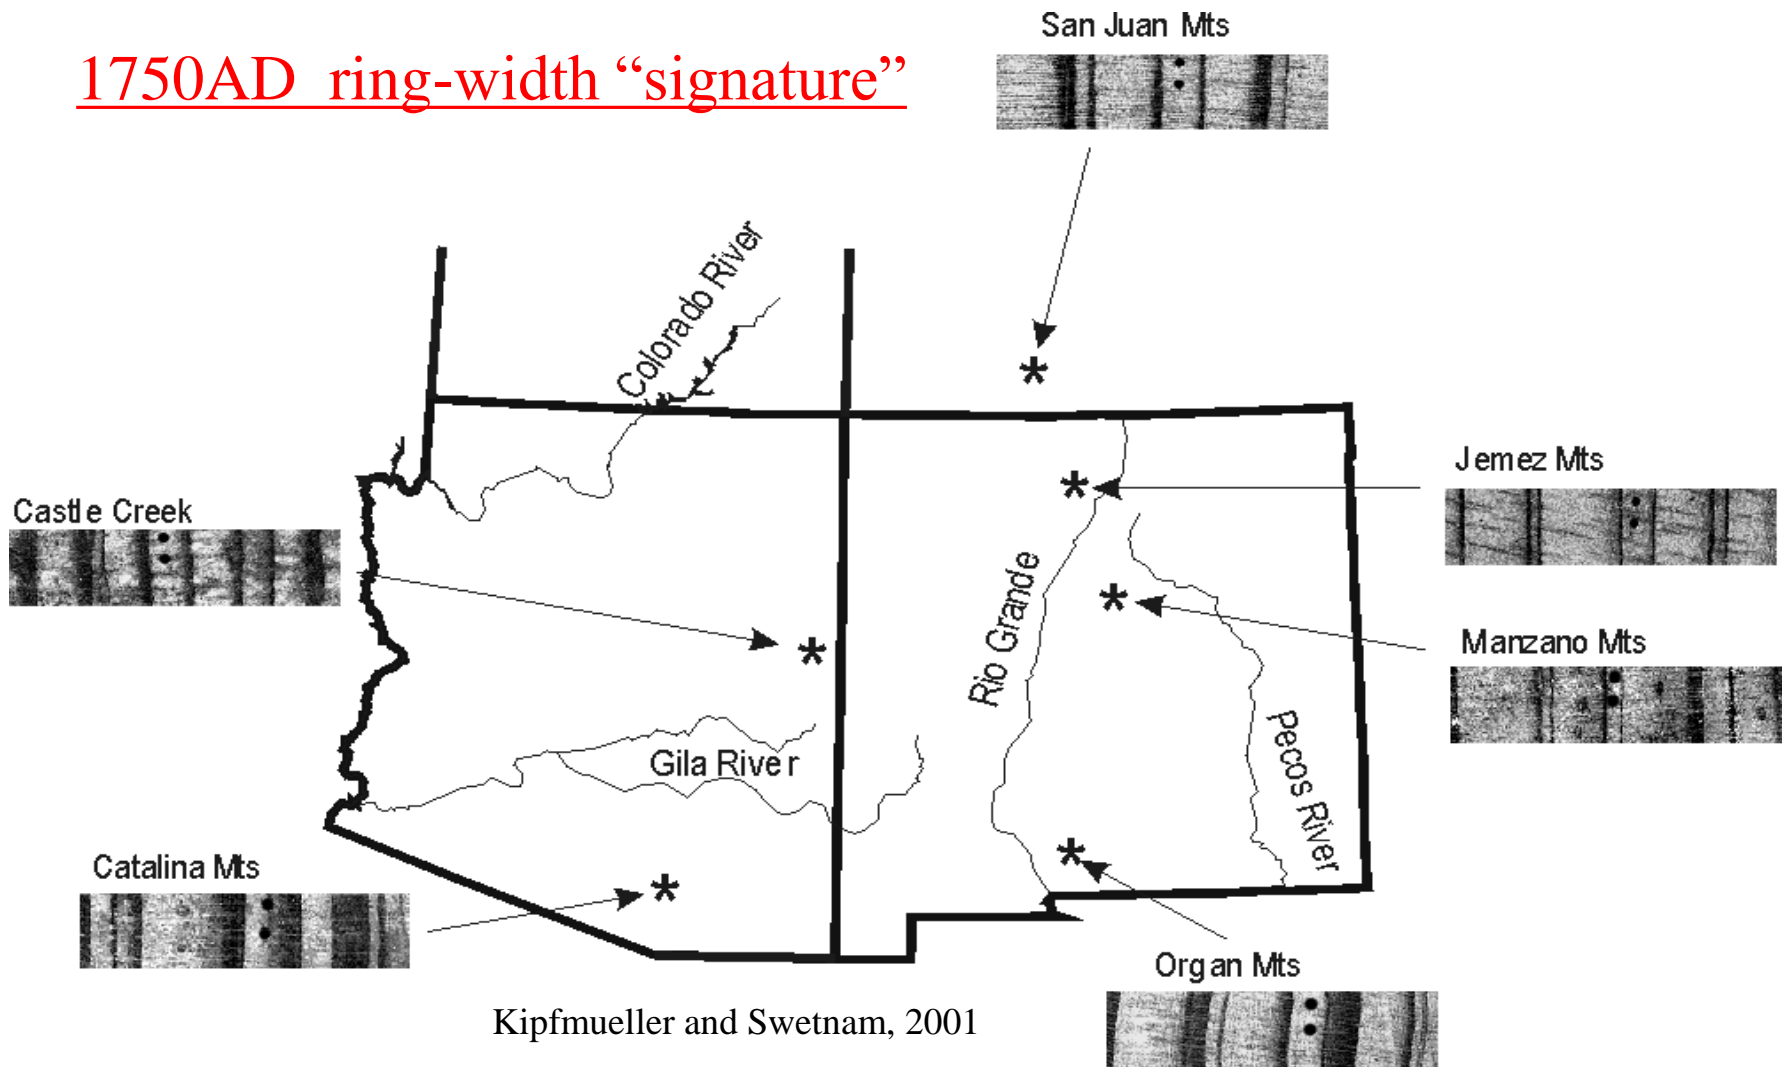 San Juan Mts
1750AD ring-width “signature”
Colorado River
Jemez Mts
Castle Creek
Rio Grande
Manzano Mts
Gila River
Pecos River
Catalina Mts
Organ Mts
Kipfmueller and Swetnam, 2001